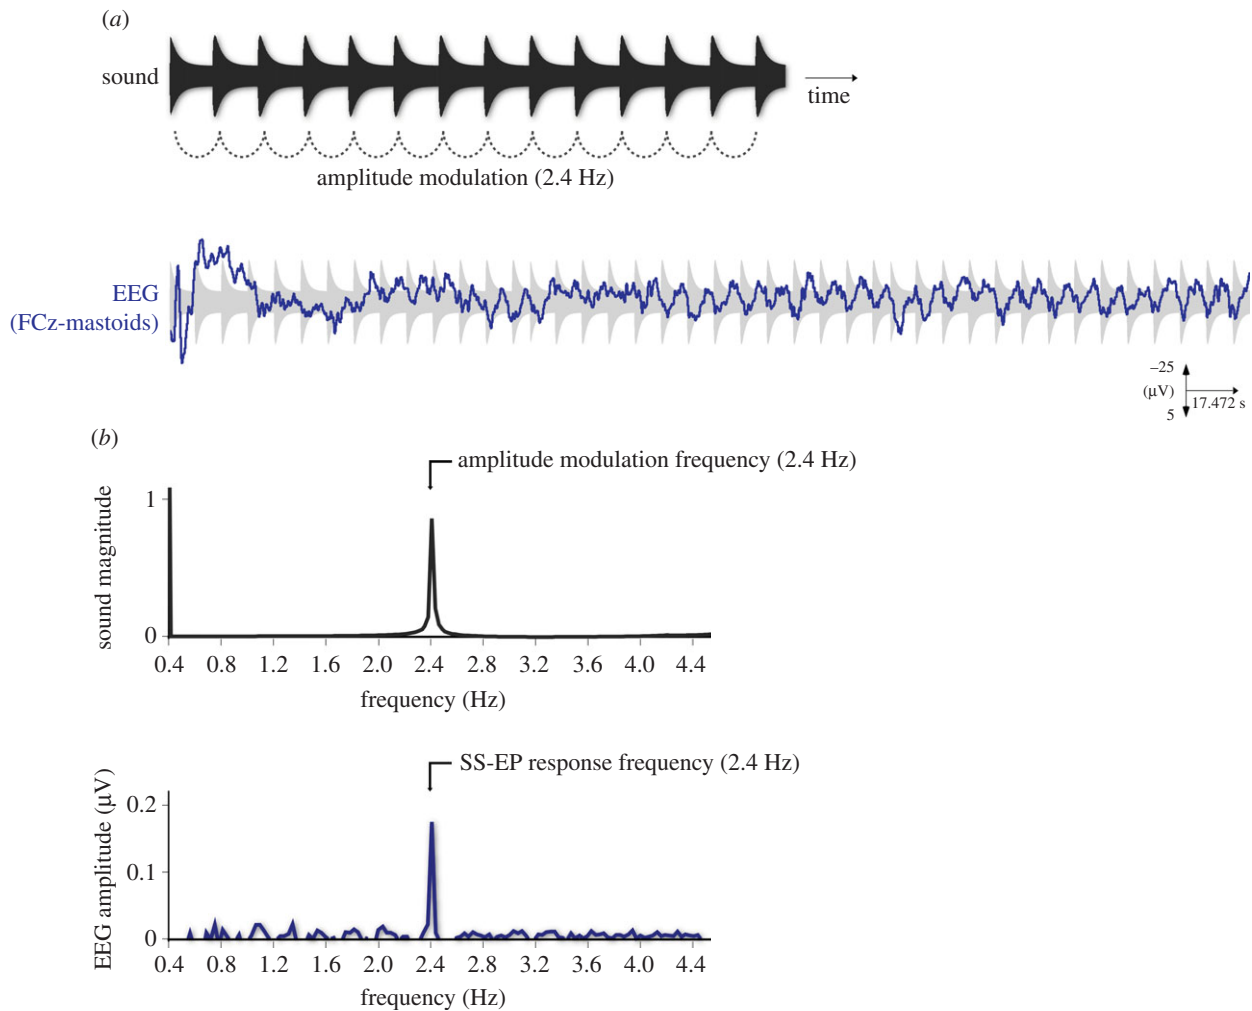 (a)
sound
time
amplitude modulation (2.4 Hz)
EEG
(FCz-mastoids)
–25
(µV)
17.472 s
5
(b)
amplitude modulation frequency (2.4 Hz)
sound magnitude
1
0
0.4 0.8 1.2 1.6 2.0 2.4 2.8 3.2 3.6 4.0 4.4
frequency (Hz)
SS-EP response frequency (2.4 Hz)
EEG amplitude (µV)
0.2
0.1
0
0.4 0.8 1.2 1.6 2.0 2.4 2.8 3.2 3.6 4.0 4.4
frequency (Hz)